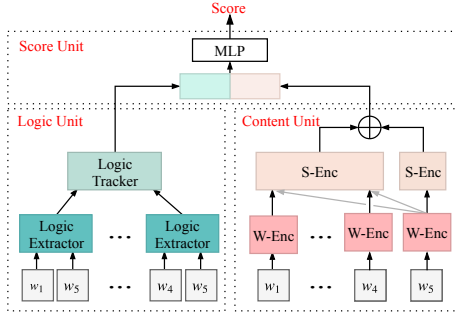 Score
Score Unit
MLP
Logic Unit
Content Unit
Logic
Tracker
S-Enc
S-Enc
Logic
Extractor
...
Logic
Extractor
W-Enc
...
W-Enc
W-Enc
w1
w5
...
w4
w5
w1
...
w4
w5